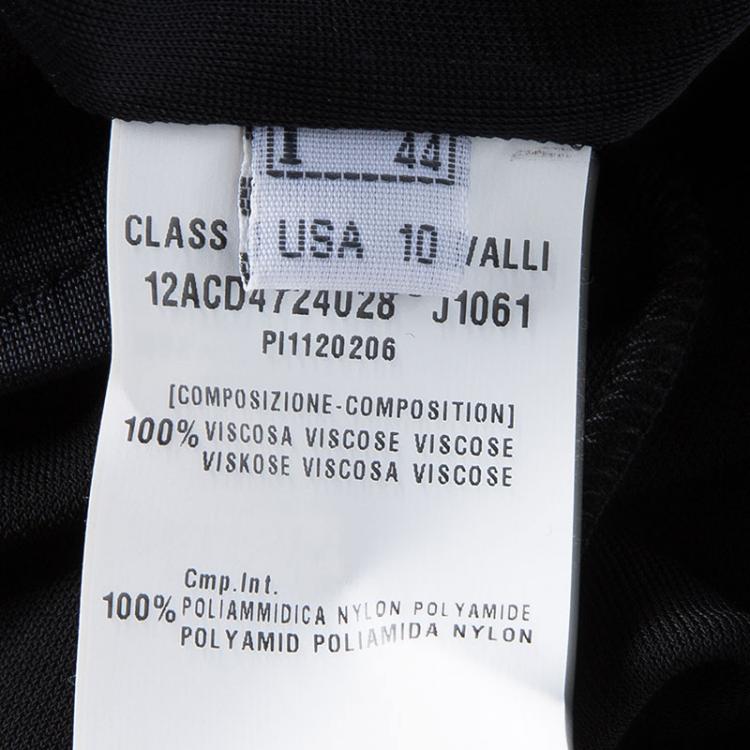 I 44
USA 10
CLASS VALLI
12ACD4724028 J1061
PI1120206
[COMPOSIZIONE-COMPOSITION]
100% VISCOSA VISCOSE VISCOSE
VISKOSE VISCOSA VISCOSE
Cmp.Int.
100% POLIAMMIDICA NYLON POLYAMIDE
POLYAMID POLIAMIDA NYLON